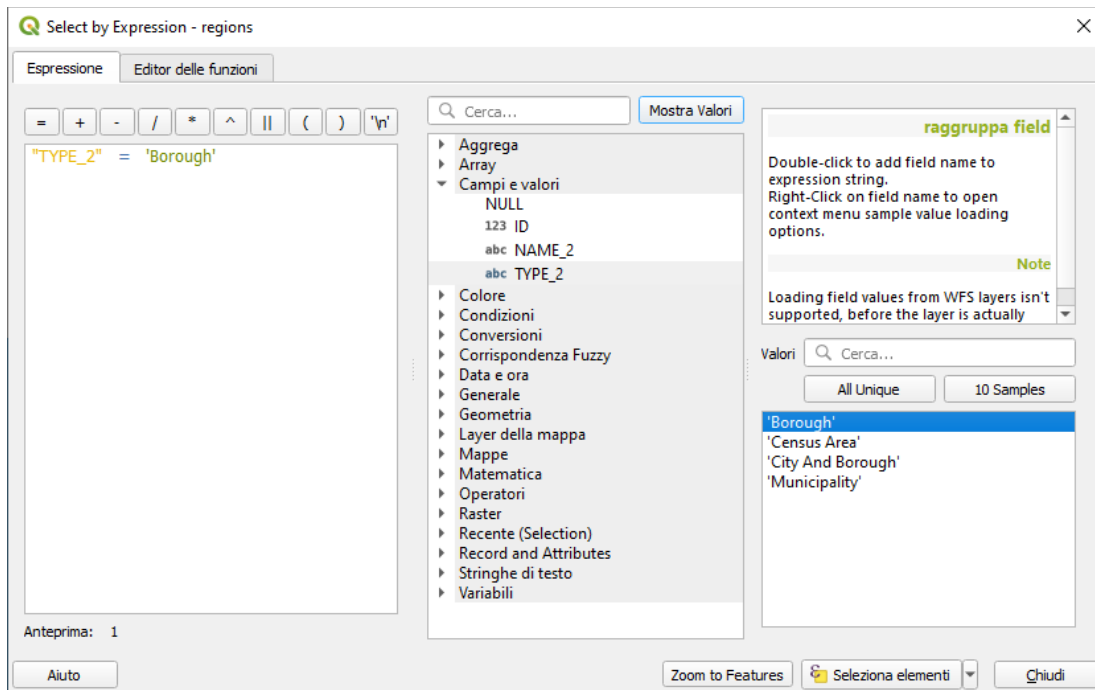 Select by Expression - regions
Espressione
Editor delle funzioni
= + - / * ^ || ( ) '\n'
"TYPE_2" = 'Borough'
Anteprima: 1
Cerca...
Mostra Valori
Aggrega
Array
Campi e valori
NULL
123 ID
abc NAME_2
abc TYPE_2
Colore
Condizioni
Conversioni
Corrispondenza Fuzzy
Data e ora
Generale
Geometria
Layer della mappa
Mappe
Matematica
Operatori
Raster
Recente (Selection)
Record and Attributes
Stringhe di testo
Variabili
raggruppa field
Double-click to add field name to
expression string.
Right-Click on field name to open
context menu sample value loading
options.
Note
Loading field values from WFS layers isn't
supported, before the layer is actually
Valori
Cerca...
All Unique
10 Samples
'Borough'
'Census Area'
'City And Borough'
'Municipality'
Aiuto
Zoom to Features
Seleziona elementi
Chiudi